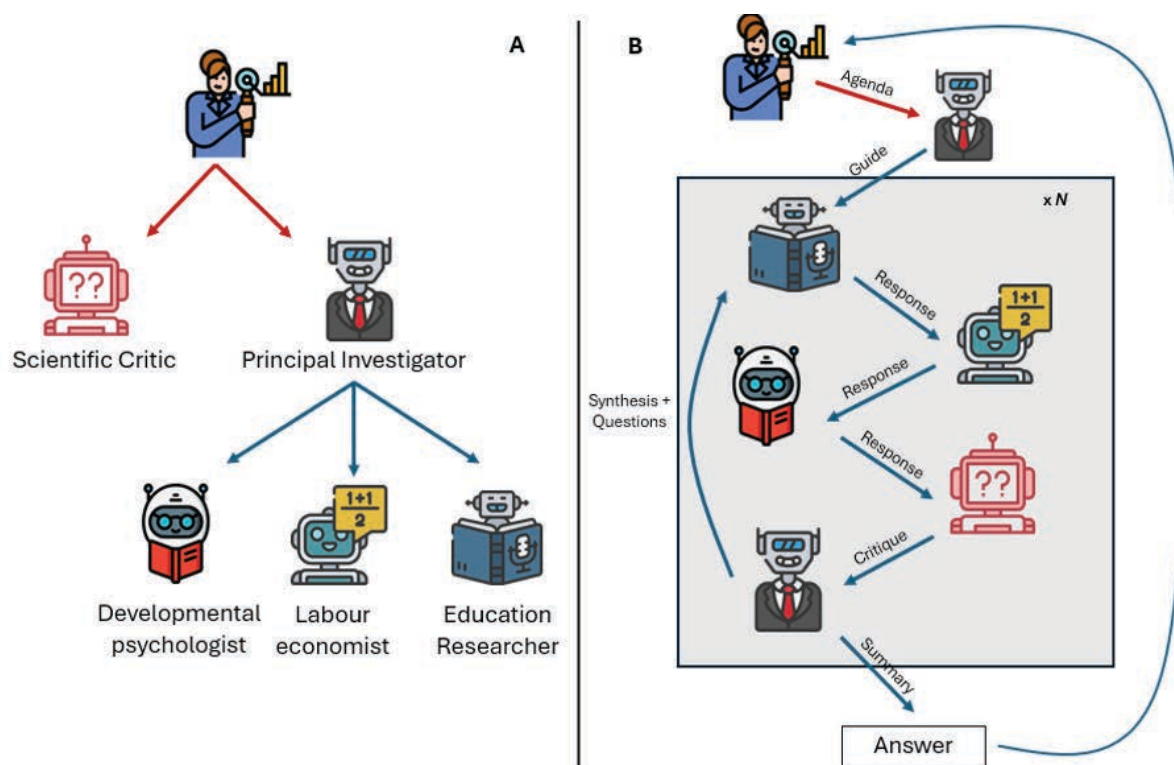 A
??
Scientific Critic
Principal Investigator
1+1
2
Developmental
psychologist
Labour
economist
Education
Researcher
B
Agenda
Guide
x N
Response
1+1
2
Response
Synthesis +
Questions
Response
??
Critique
Summary
Answer